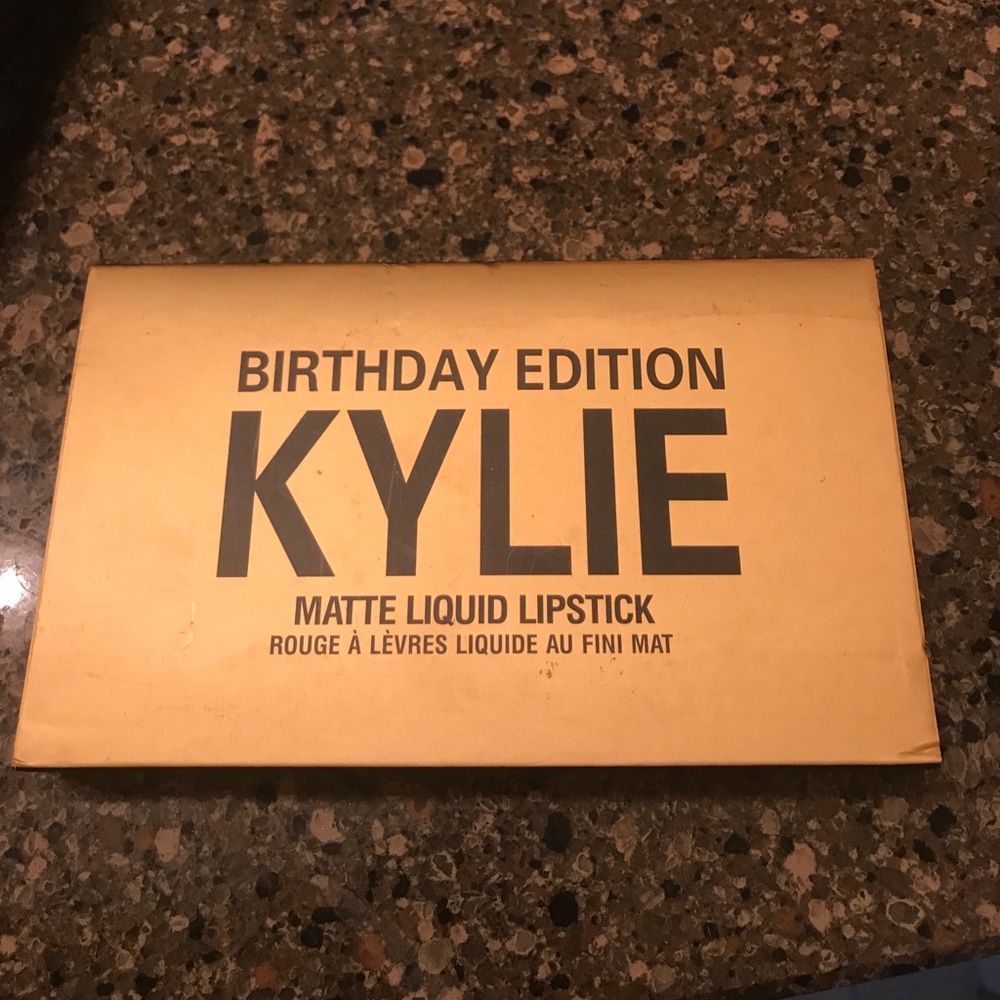 BIRTHDAY EDITION
KYLIE
MATTE LIQUID LIPSTICK
ROUGE À LÈVRES LIQUIDE AU FINI MAT